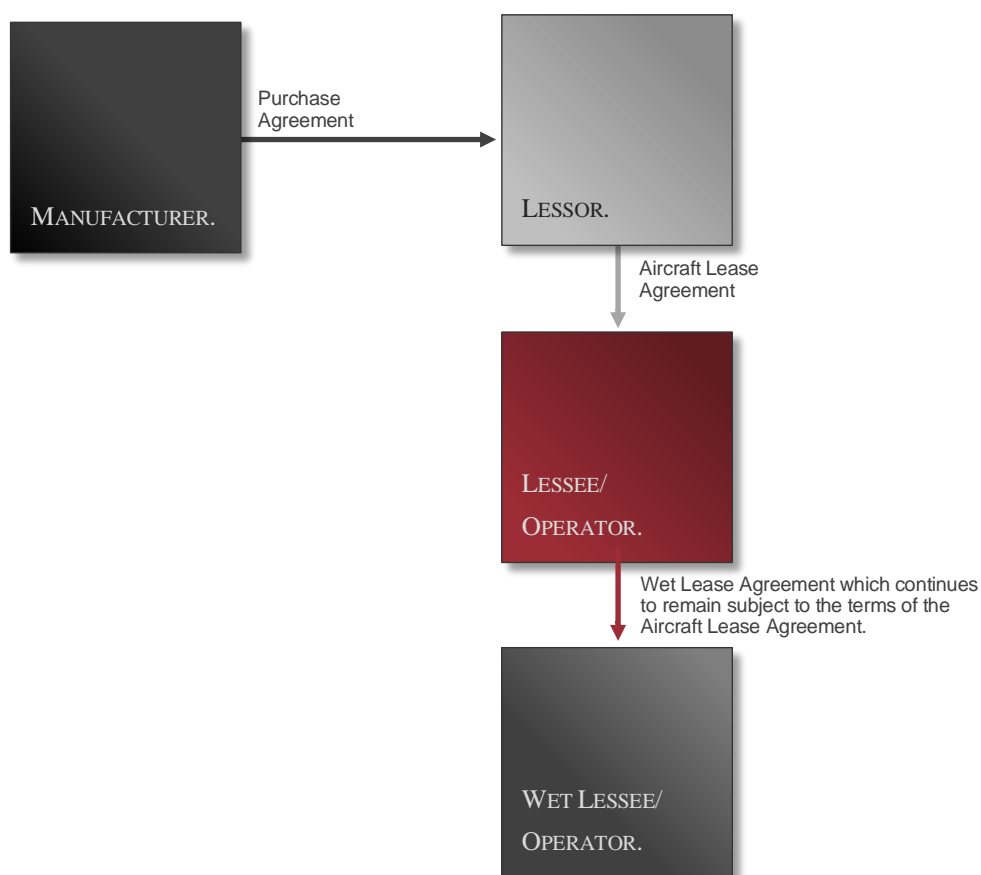 Purchase
Agreement
MANUFACTURER.
LESSOR.
Aircraft Lease
Agreement
LESSEE/
OPERATOR.
Wet Lease Agreement which continues
to remain subject to the terms of the
Aircraft Lease Agreement.
WET LESSEE/
OPERATOR.